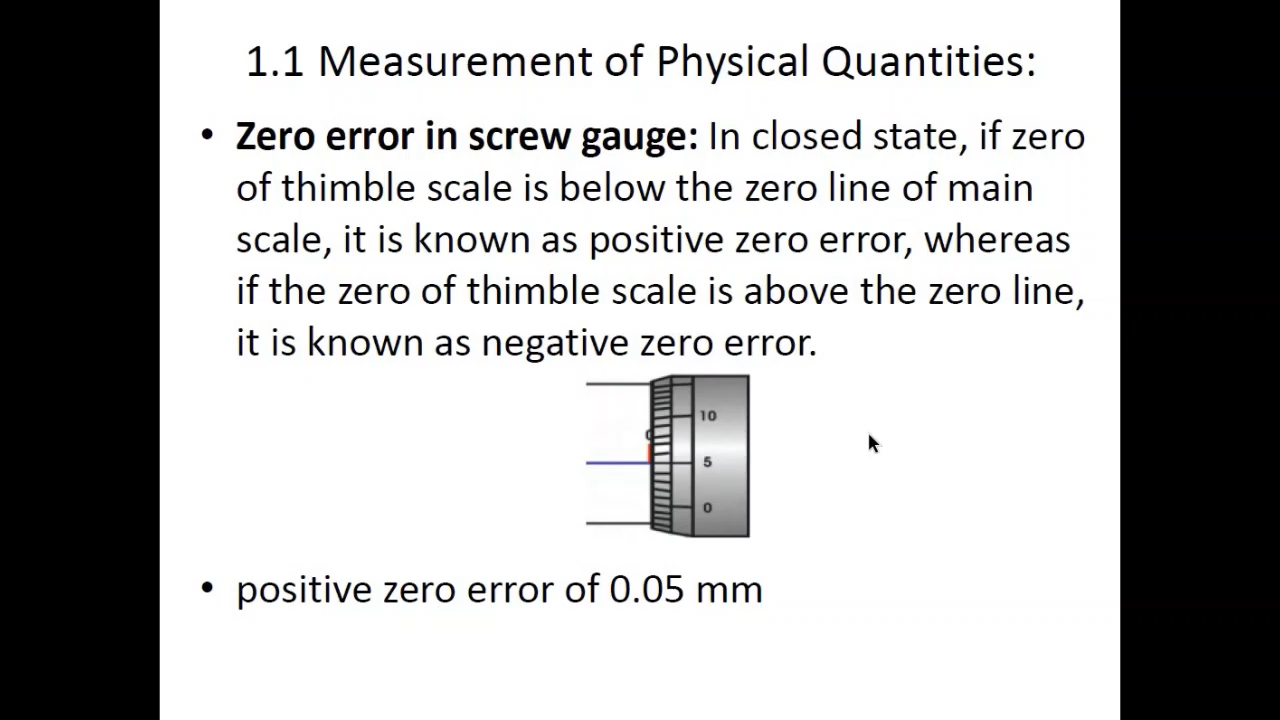 1.1 Measurement of Physical Quantities:
• Zero error in screw gauge: In closed state, if zero
of thimble scale is below the zero line of main
scale, it is known as positive zero error, whereas
if the zero of thimble scale is above the zero line,
it is known as negative zero error.
10
0
5
0
• positive zero error of 0.05 mm